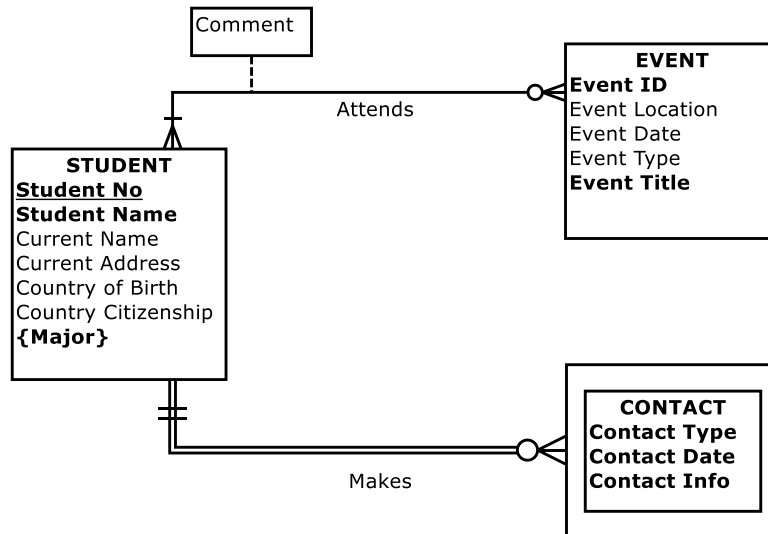 Comment
Attends
EVENT
Event ID
Event Location
Event Date
Event Type
Event Title
STUDENT
Student No
Student Name
Current Name
Current Address
Country of Birth
Country Citizenship
{Major}
CONTACT
Contact Type
Contact Date
Contact Info
Makes